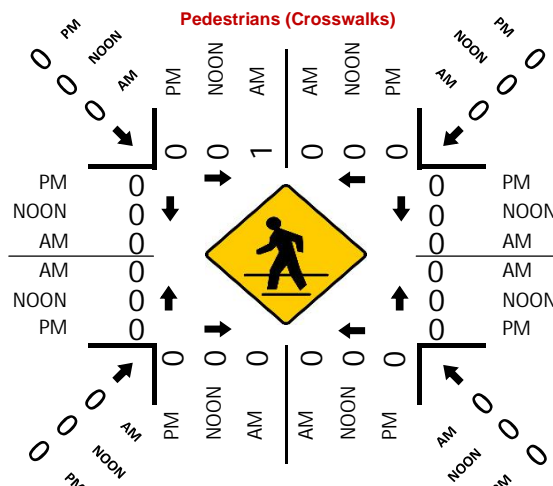 Pedestrians (Crosswalks)
PM NOON AM
0 0 0
PM NOON AM AM NOON PM
0 0 1 0 0 0
PM NOON AM
0 0 0
PM 0 0 PM
NOON 0 0 NOON
AM 0 0 AM
AM 0 0 AM
NOON 0 0 NOON
PM 0 0 PM
0 0 0 0 0 0
PM NOON AM AM NOON PM
0 0 0
AM NOON PM
0 0 0
AM NOON PM